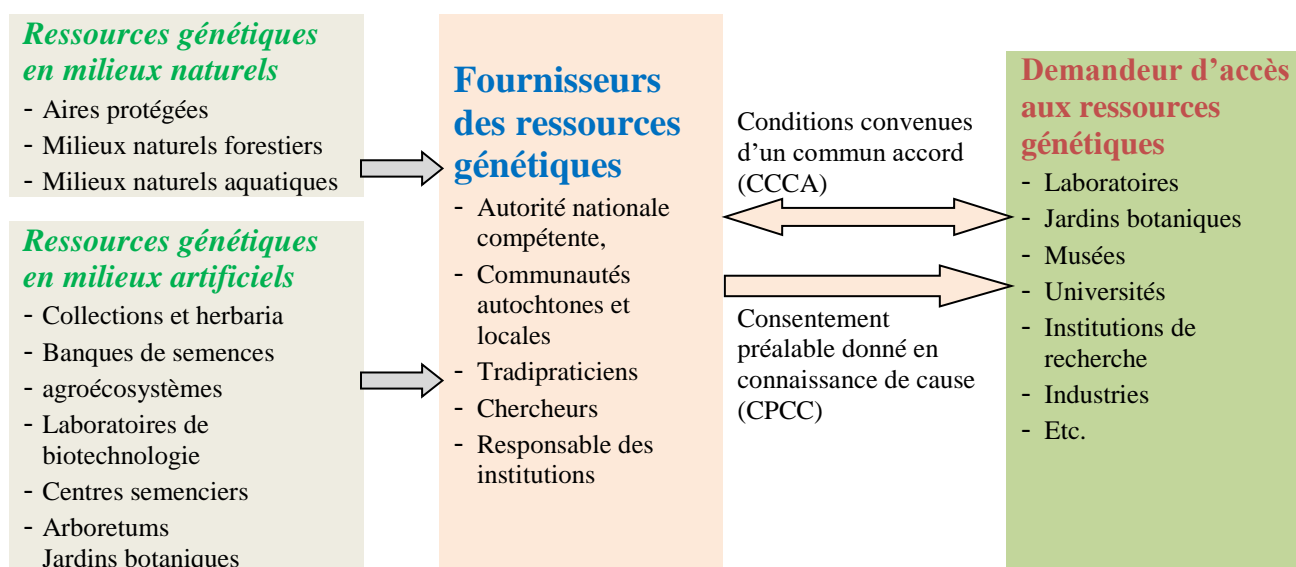 Ressources génétiques
en milieux naturels
- Aires protégées
- Milieux naturels forestiers
- Milieux naturels aquatiques
Ressources génétiques
en milieux artificiels
- Collections et herbaria
- Banques de semences
- agroécosystèmes
- Laboratoires de
biotechnologie
- Centres semenciers
- Arboretums
Jardins botaniques
Fournisseurs
des ressources
génétiques
- Autorité nationale
compétente,
- Communautés
autochtones et
locales
- Tradipraticiens
- Chercheurs
- Responsable des
institutions
Conditions convenues
d’un commun accord
(CCCA)
Consentement
préalable donné en
connaissance de cause
(CPCC)
Demandeur d’accès
aux ressources
génétiques
- Laboratoires
- Jardins botaniques
- Musées
- Universités
- Institutions de
recherche
- Industries
- Etc.